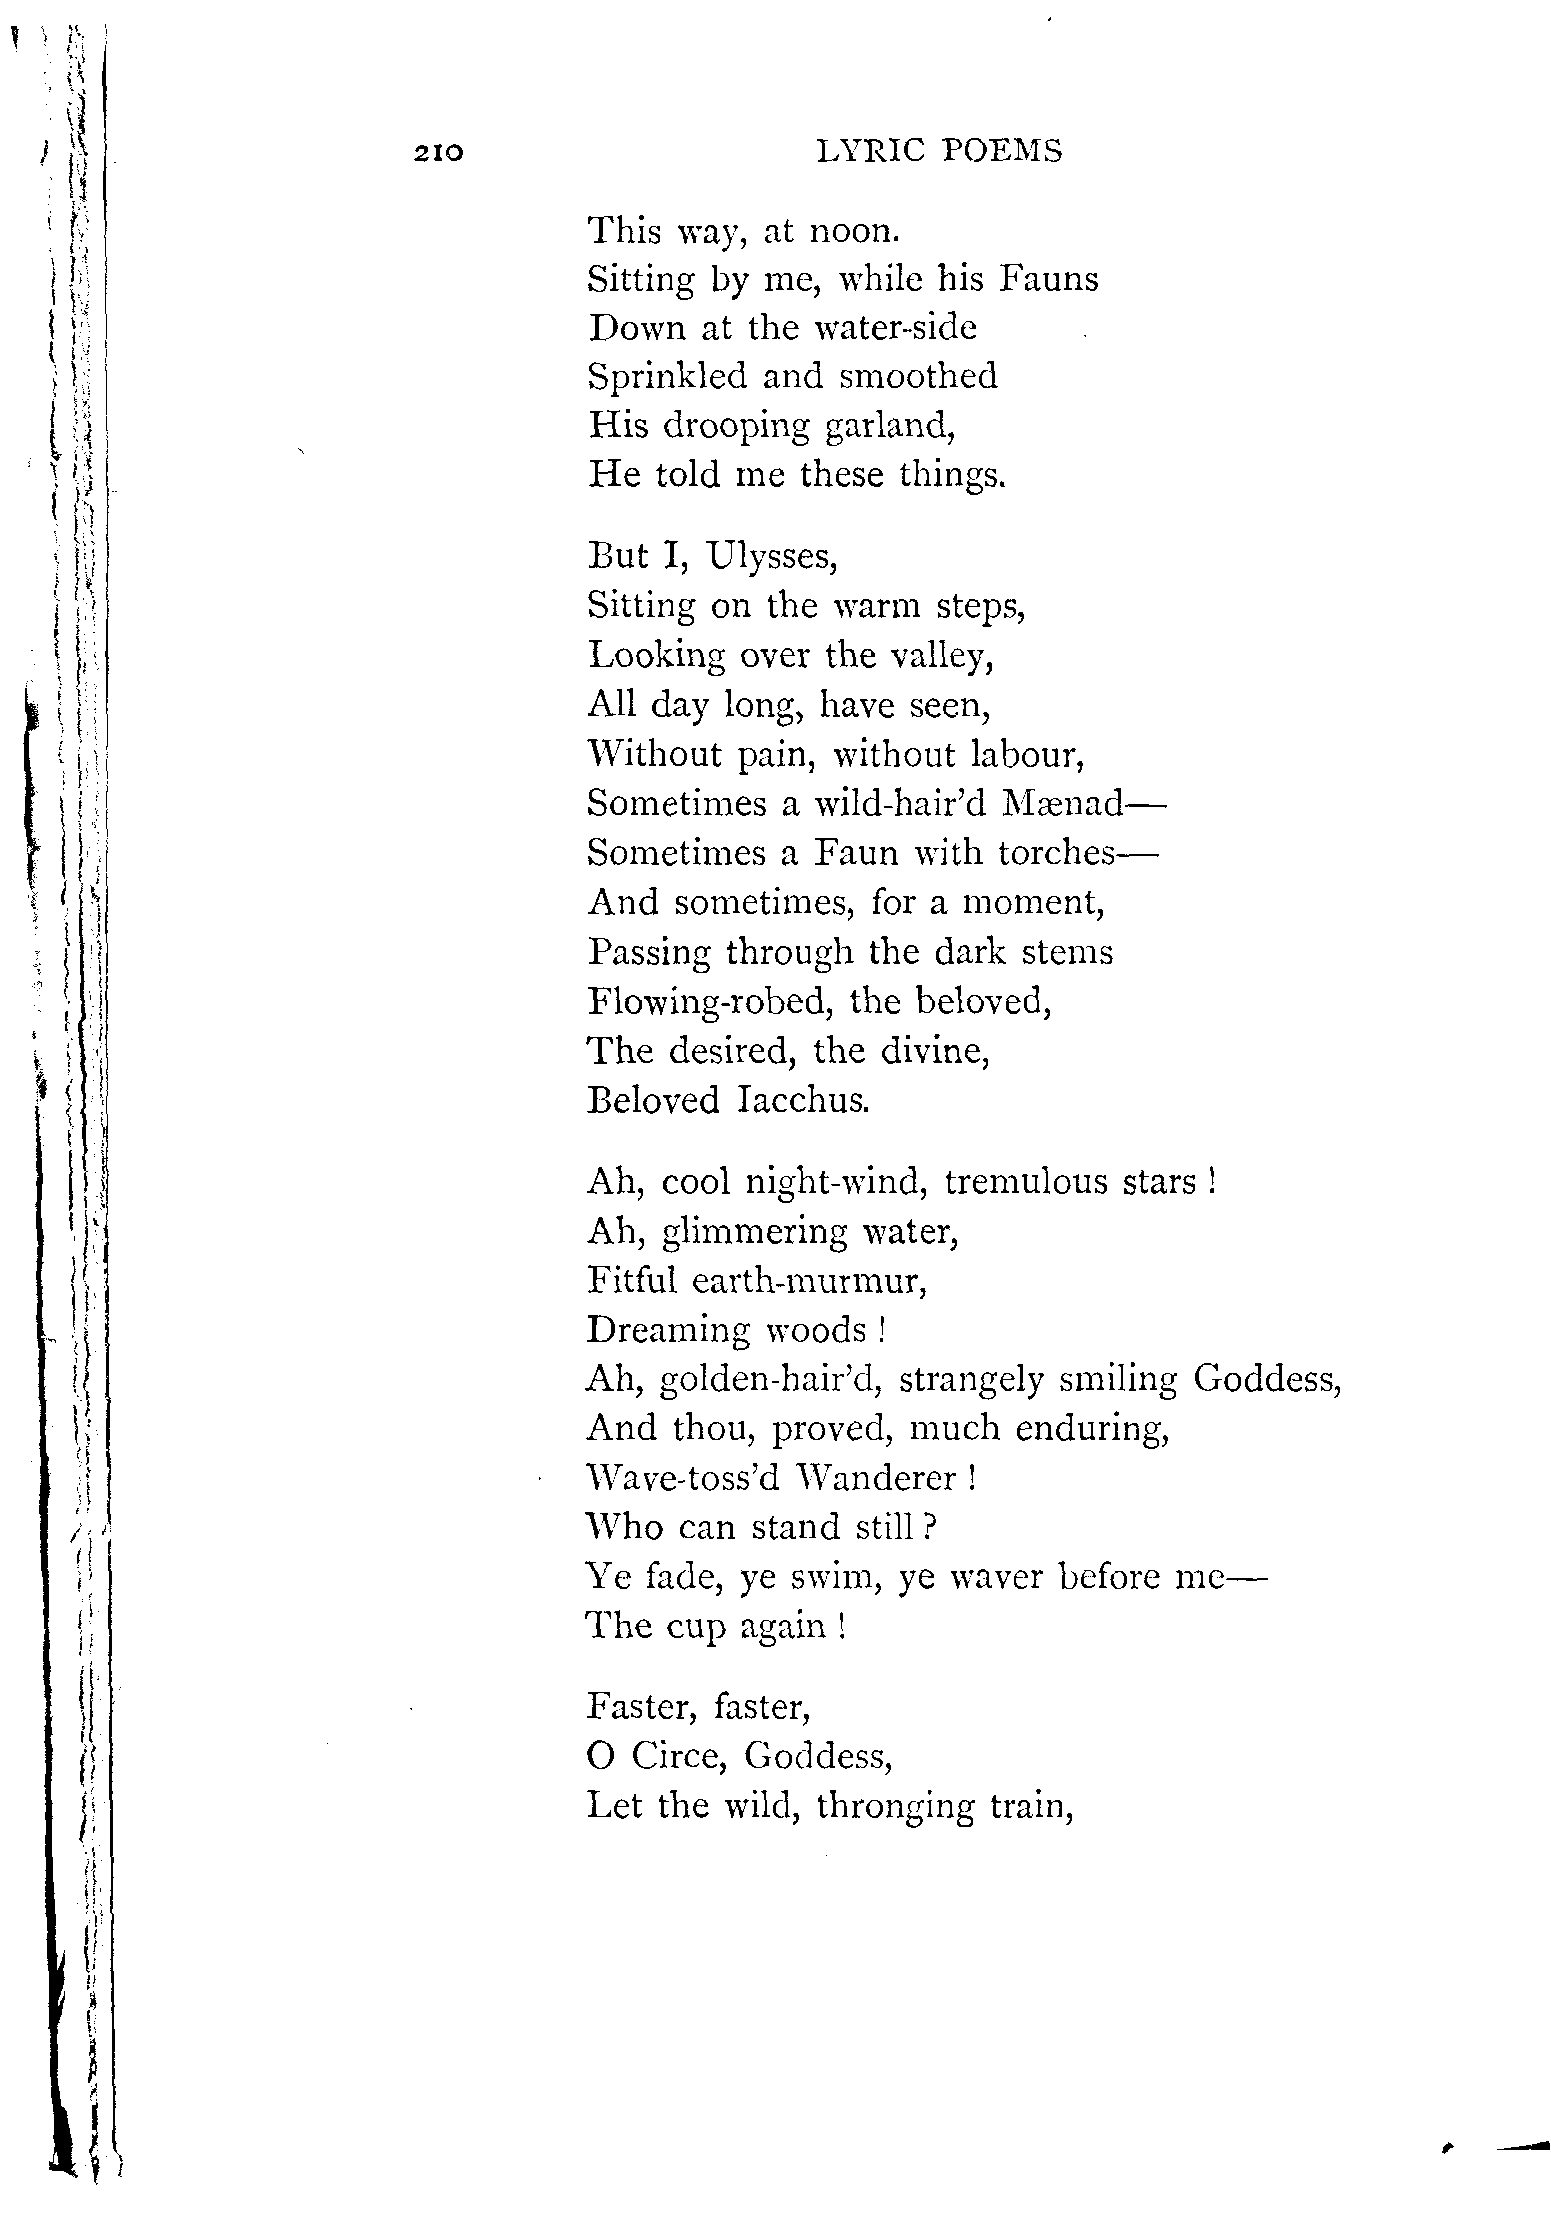 210 LYRIC POEMS
This way, at noon.
Sitting by me, while his Fauns
Down at the water-side
Sprinkled and smoothed
His drooping garland,
He told me these things.
But I, Ulysses,
Sitting on the warm steps,
Looking over the valley,
All day long, have seen,
Without pain, without labour,
Sometimes a wild-hair'd Mænad—
Sometimes a Faun with torches—
And sometimes, for a moment,
Passing through the dark stems
Flowing-robed, the beloved,
The desired, the divine,
Beloved Iacchus.
Ah, cool night-wind, tremulous stars !
Ah, glimmering water,
Fitful earth-murmur,
Dreaming woods !
Ah, golden-hair'd, strangely smiling Goddess,
And thou, proved, much enduring,
Wave-toss'd Wanderer !
Who can stand still ?
Ye fade, ye swim, ye waver before me—
The cup again !
Faster, faster,
O Circe, Goddess,
Let the wild, thronging train,